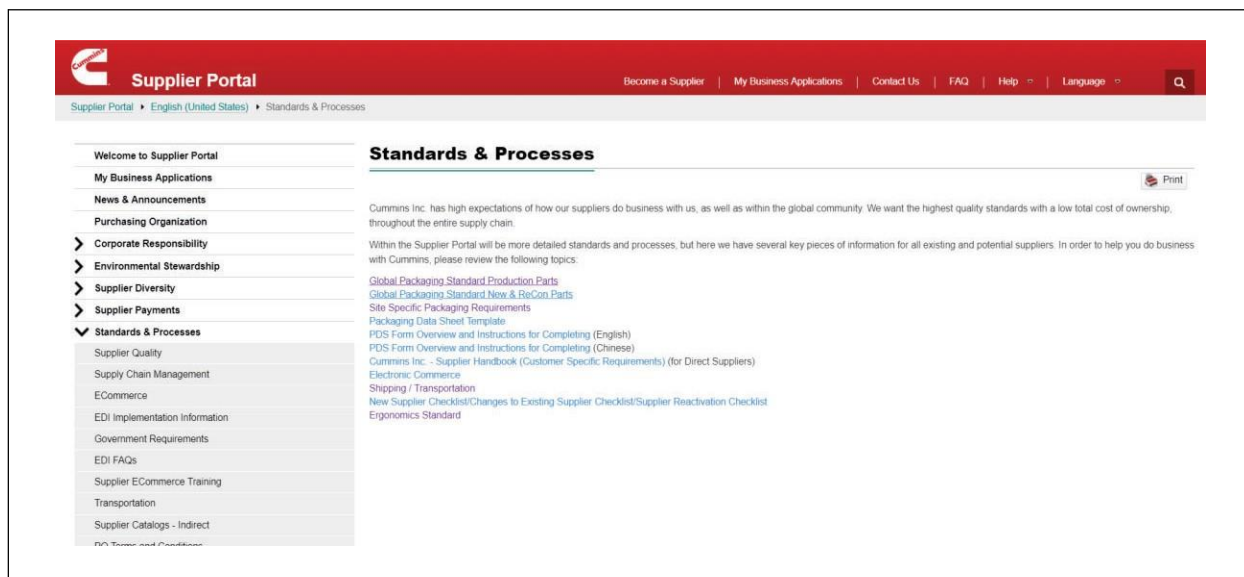 Cummins
Supplier Portal
Become a Supplier | My Business Applications | Contact Us | FAQ | Help | Language
Supplier Portal English (United States) Standards & Processes
Welcome to Supplier Portal
My Business Applications
News & Announcements
Purchasing Organization
Corporate Responsibility
Environmental Stewardship
Supplier Diversity
Supplier Payments
Standards & Processes
Supplier Quality
Supply Chain Management
ECommerce
EDI Implementation Information
Government Requirements
EDI FAQs
Supplier ECommerce Training
Transportation
Supplier Catalogs - Indirect
PO Terms and Conditions
Standards & Processes
Print
Cummins Inc. has high expectations of how our suppliers do business with us, as well as within the global community. We want the highest quality standards with a low total cost of ownership,
throughout the entire supply chain.
Within the Supplier Portal will be more detailed standards and processes, but here we have several key pieces of information for all existing and potential suppliers. In order to help you do business
with Cummins, please review the following topics:
Global Packaging Standard Production Parts
Global Packaging Standard New & ReCon Parts
Site Specific Packaging Requirements
Packaging Data Sheet Template
PDS Form Overview and Instructions for Completing (English)
PDS Form Overview and Instructions for Completing (Chinese)
Cummins Inc. - Supplier Handbook (Customer Specific Requirements) (for Direct Suppliers)
Electronic Commerce
Shipping / Transportation
New Supplier Checklist/Changes to Existing Supplier Checklist/Supplier Reactivation Checklist
Ergonomics Standard